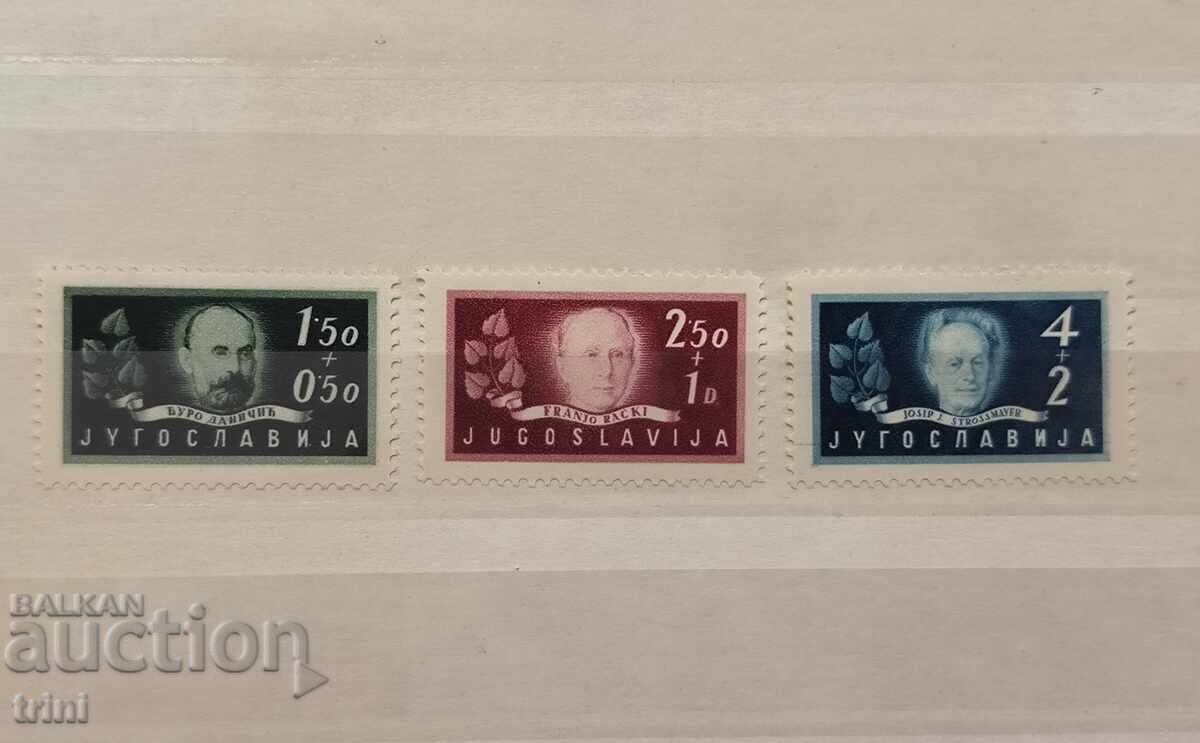 1·50
+
0·50
ЂУРО ДАНИЧИЋ
ЈУГОСЛАВИЈА
2·50
+
1D
FRANJO RAČKI
JUGOSLAVIJA
4
+
2
JOSIP J. STROSSMAYER
ЈУГОСЛАВИЈА
BALKAN
auction
trini